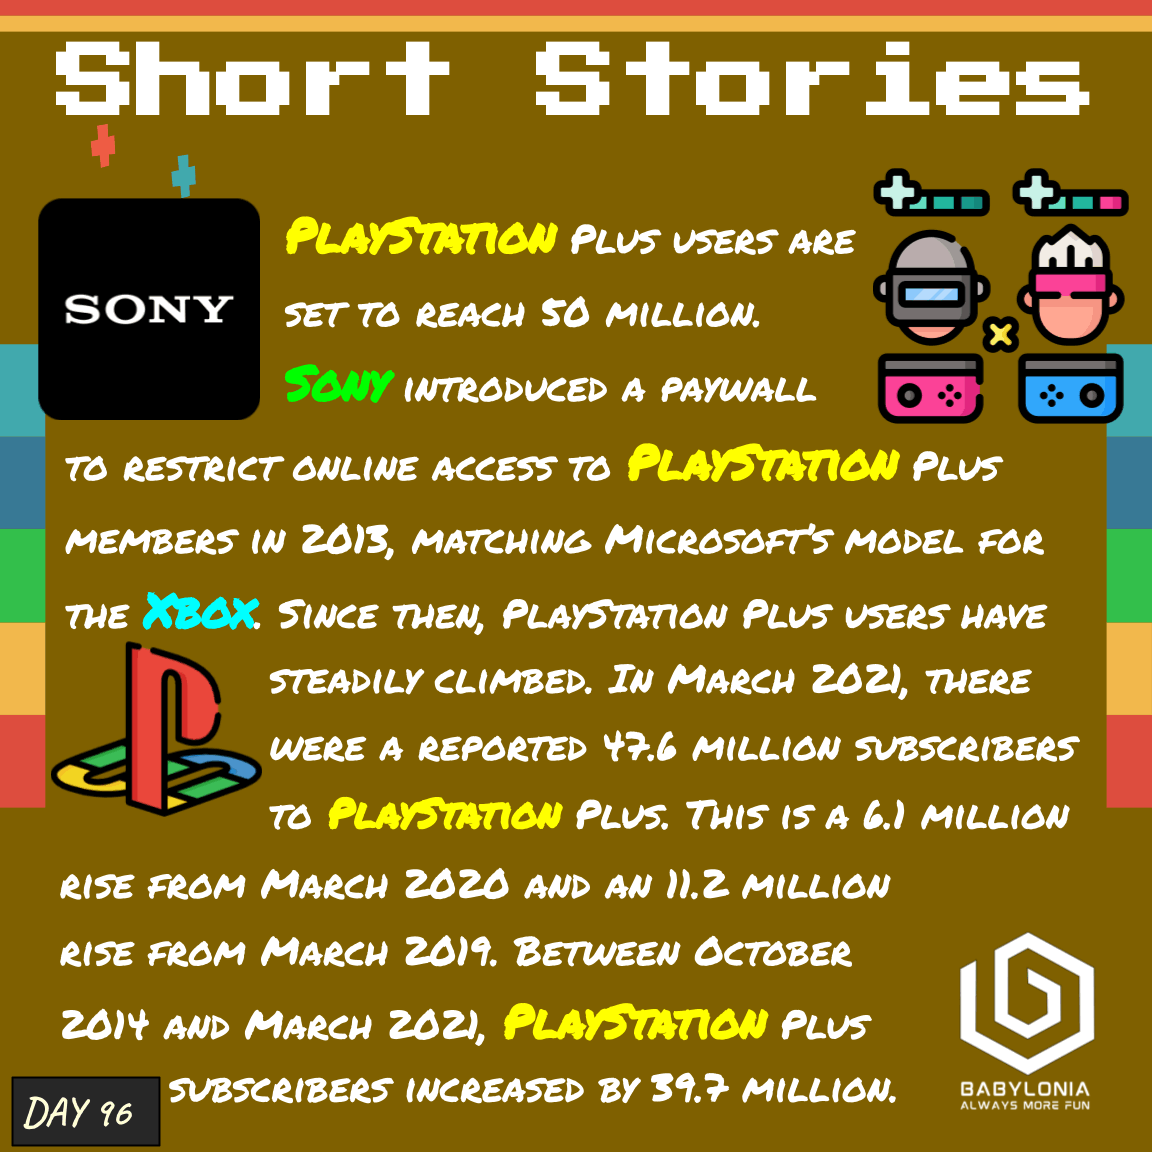 Short Stories
SONY
PlayStation Plus users are
set to reach 50 million.
Sony introduced a paywall
to restrict online access to PlayStation Plus
members in 2013, matching Microsoft's model for
the Xbox. Since then, PlayStation Plus users have
steadily climbed. In March 2021, there
were a reported 47.6 million subscribers
to PlayStation Plus. This is a 6.1 million
rise from March 2020 and an 11.2 million
rise from March 2019. Between October
2014 and March 2021, PlayStation Plus
subscribers increased by 39.7 million.
BABYLONIA
ALWAYS MORE FUN
DAY 96